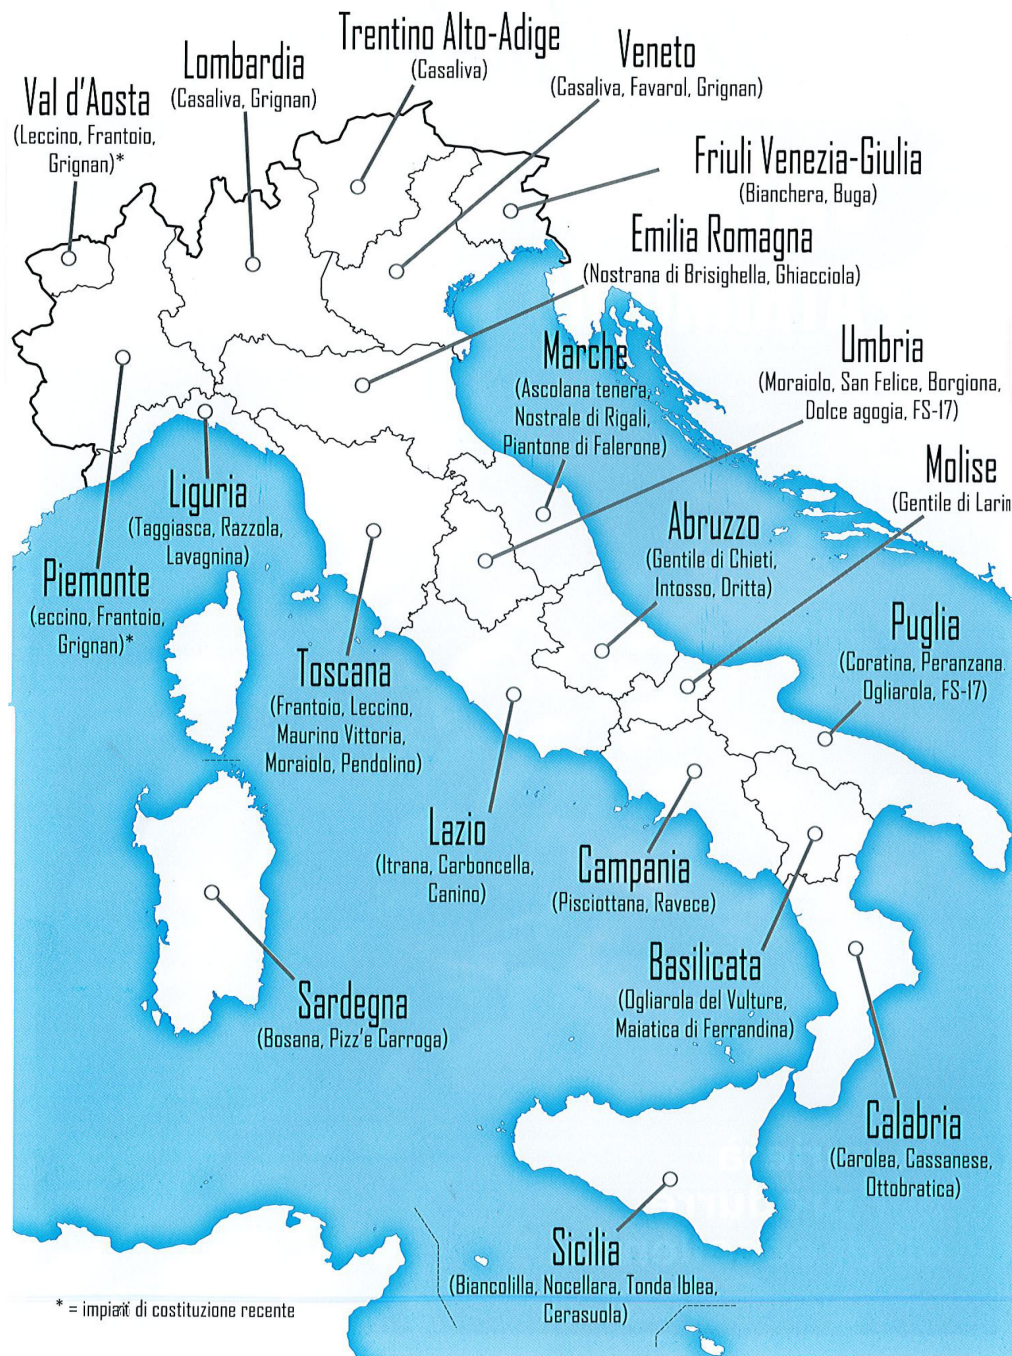 Trentino Alto-Adige
(Casaliva)
Lombardia
(Casaliva, Grignan)
Veneto
(Casaliva, Favarol, Grignan)
Val d'Aosta
(Leccino, Frantoio,
Grignan)*
Friuli Venezia-Giulia
(Bianchera, Buga)
Emilia Romagna
(Nostrana di Brisighella, Ghiacciola)
Marche
(Ascolana tenera,
Nostrale di Rigali,
Piantone di Falerone)
Umbria
(Moraiolo, San Felice, Borgiona,
Dolce agogia, FS-17)
Molise
(Gentile di Larin
Liguria
(Taggiasca, Razzola,
Lavagnina)
Abruzzo
(Gentile di Chieti,
Intosso, Dritta)
Piemonte
(eccino, Frantoio,
Grignan)*
Puglia
(Coratina, Peranzana.
Ogliarola, FS-17)
Toscana
(Frantoio, Leccino,
Maurino Vittoria,
Moraiolo, Pendolino)
Lazio
(Itrana, Carboncella,
Canino)
Campania
(Pisciottana, Ravece)
Basilicata
(Ogliarola del Vulture,
Maiatica di Ferrandina)
Sardegna
(Bosana, Pizz'e Carroga)
Calabria
(Carolea, Cassanese,
Ottobratica)
Sicilia
(Biancolilla, Nocellara, Tonda Iblea,
Cerasuola)
* = di costituzione recente